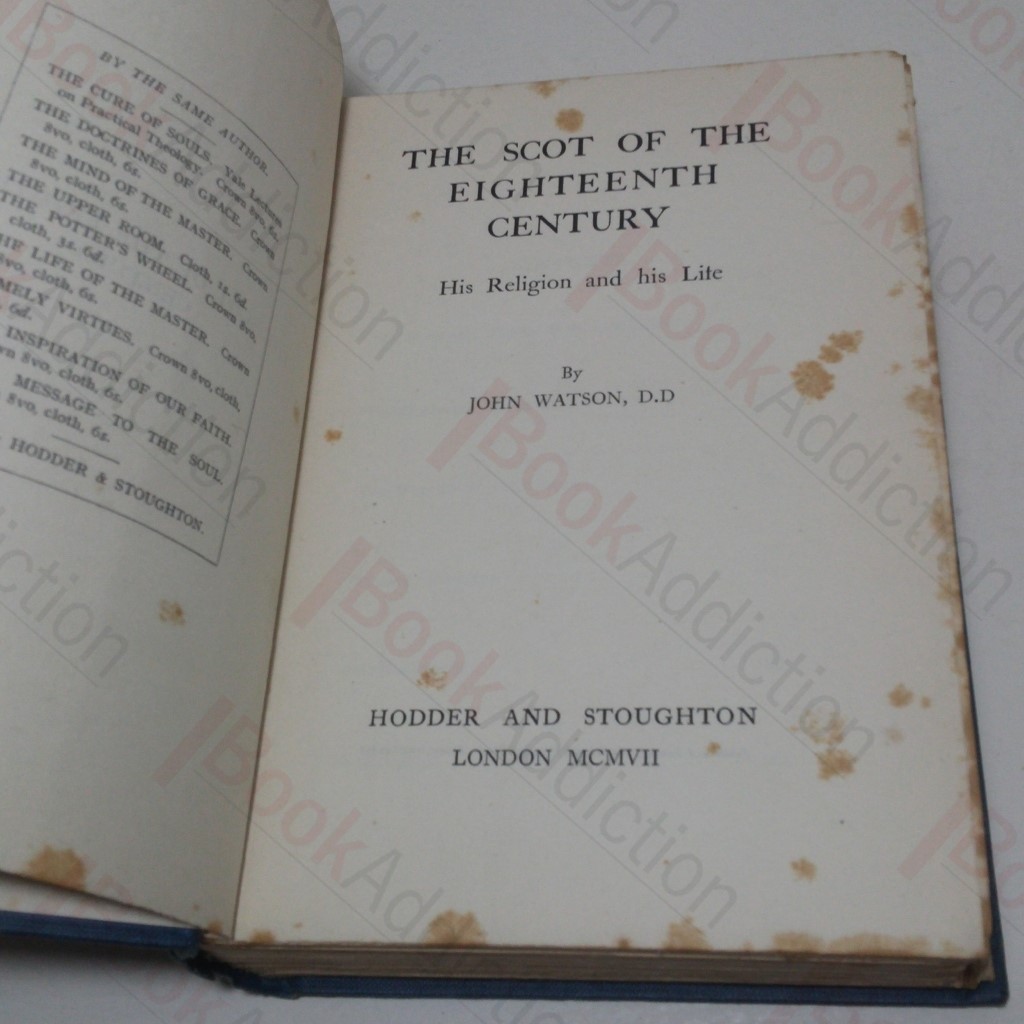 BY THE SAME AUTHOR.
THE CURE OF SOULS. Yale Lectures
on Practical Theology. Crown 8vo, 6s.
THE DOCTRINES OF GRACE. Crown
8vo, cloth, 6s.
THE MIND OF THE MASTER. Crown
8vo, cloth, 6s.
THE UPPER ROOM. Cloth, 2s. 6d.
THE POTTER'S WHEEL. Crown 8vo,
cloth, 3s. 6d.
LIFE OF THE MASTER. Crown
8vo, cloth, 6s.
VIRTUES. Crown 8vo, cloth,
6d.
INSPIRATION OF OUR FAITH.
8vo, cloth, 6s.
MESSAGE TO THE SOUL.
8vo, cloth, 6s.
HODDER & STOUGHTON.
THE SCOT OF THE
EIGHTEENTH
CENTURY
His Religion and his Life
By
JOHN WATSON, D.D
HODDER AND STOUGHTON
LONDON MCMVII
BookAddiction